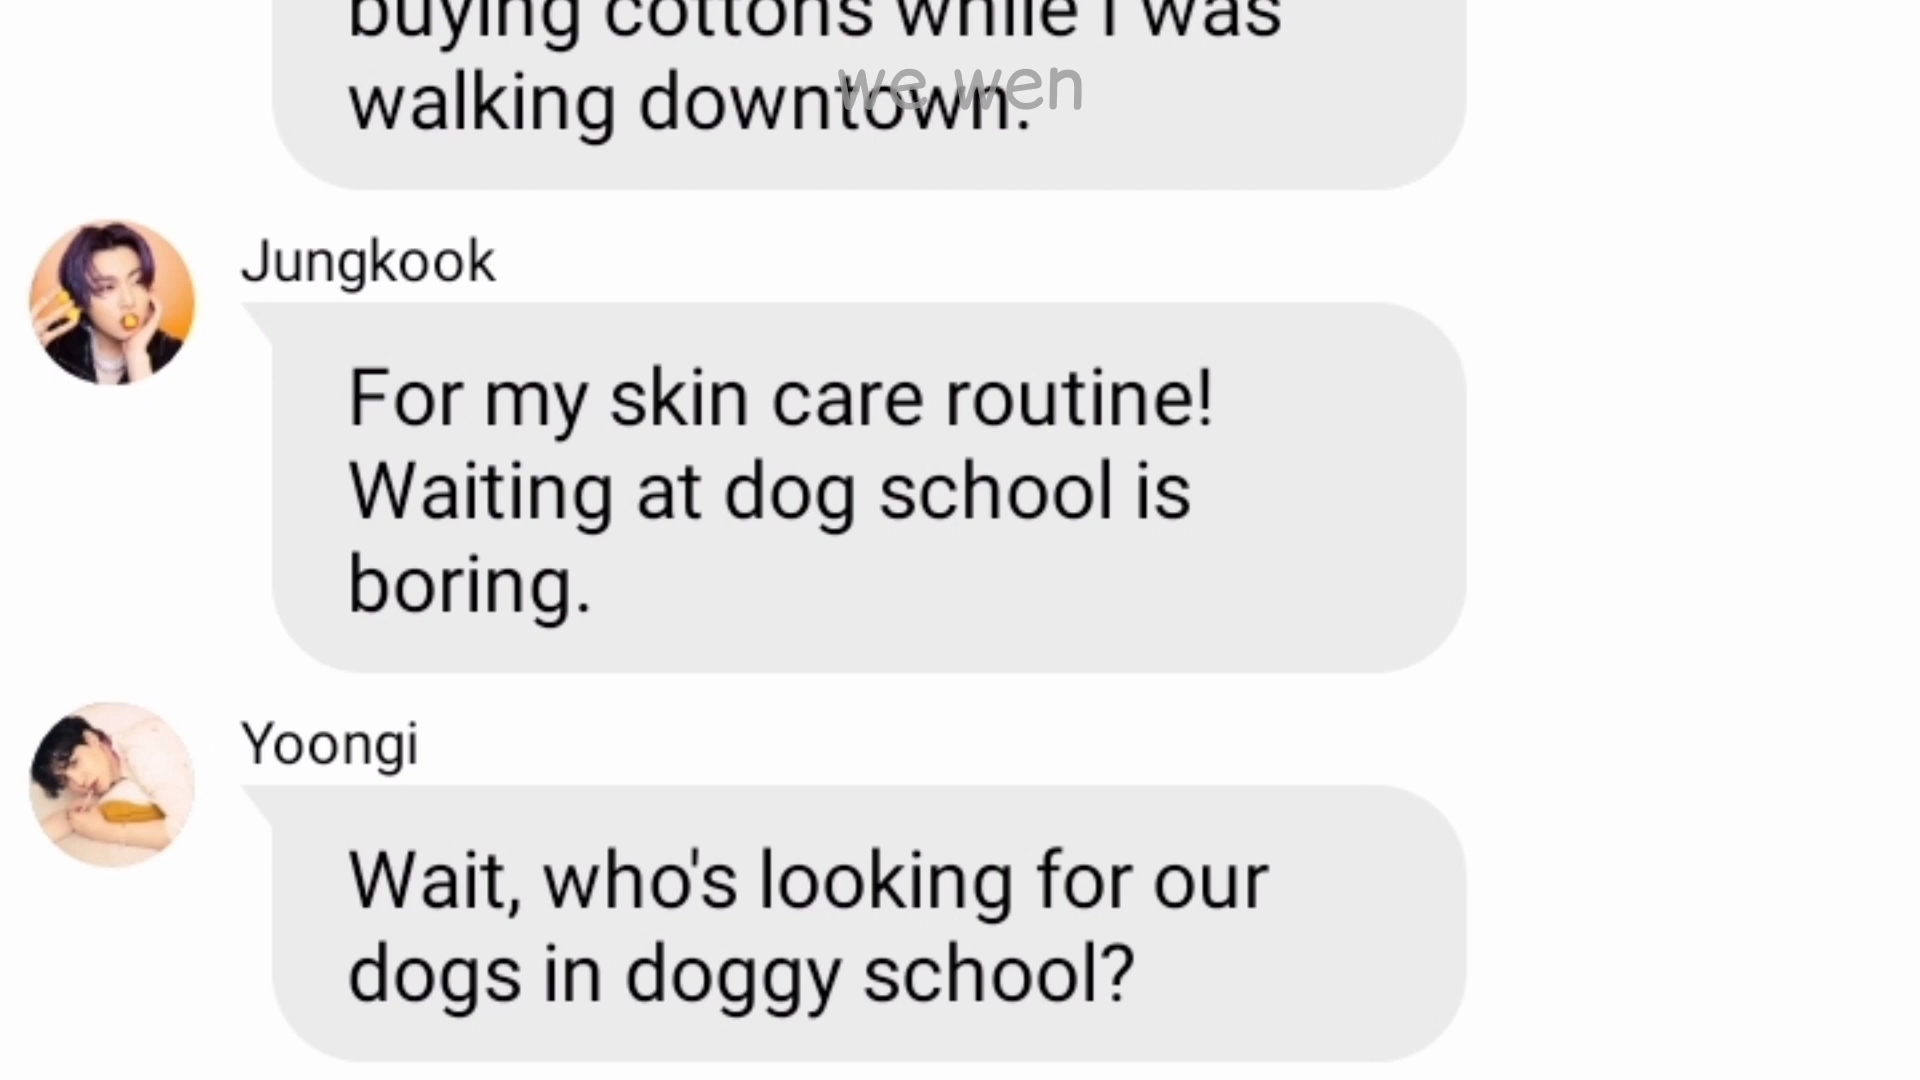 buying cottons while I was
walking downtown.
we wen
Jungkook
For my skin care routine!
Waiting at dog school is
boring.
Yoongi
Wait, who's looking for our
dogs in doggy school?